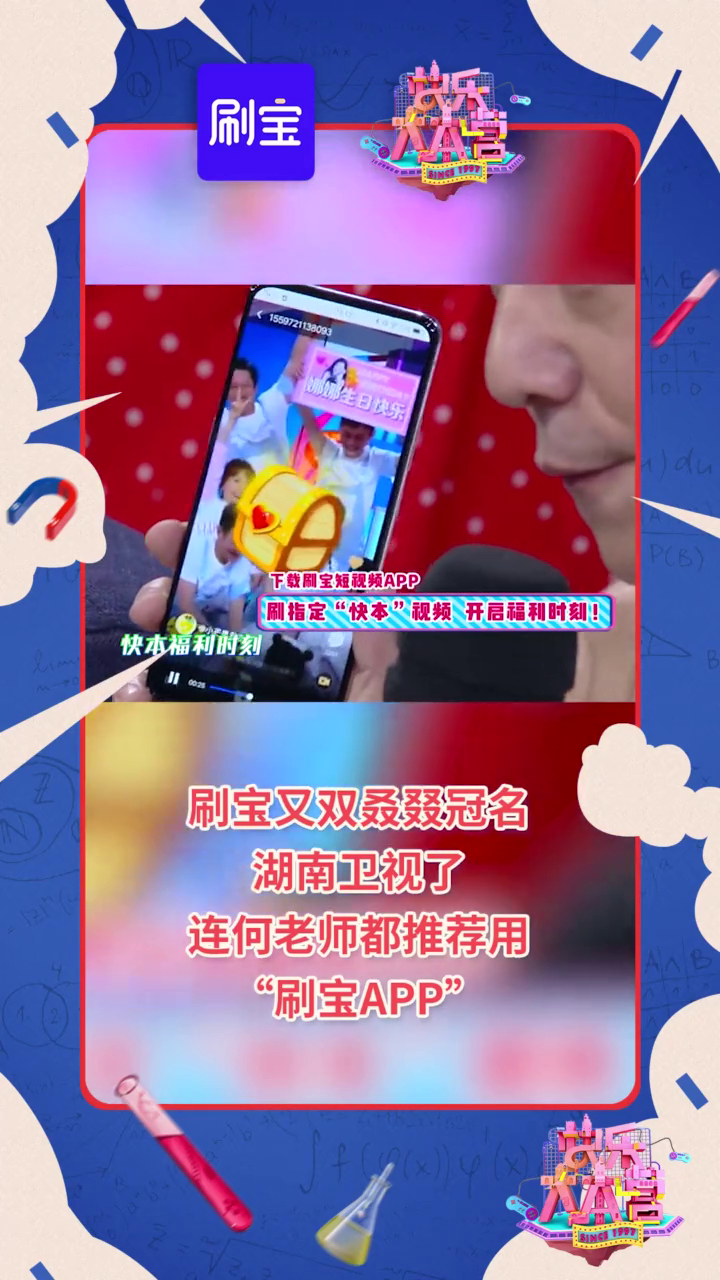 刷宝
快乐
大本营
SINCE 1997
1559721138093
娜娜生日快乐
下载刷宝短视频APP
刷指定“快本”视频 开启福利时刻！
快本福利时刻
00:25
刷宝又双叒叕冠名
湖南卫视了
连何老师都推荐用
“刷宝APP”
快乐
大本营
SINCE 1997